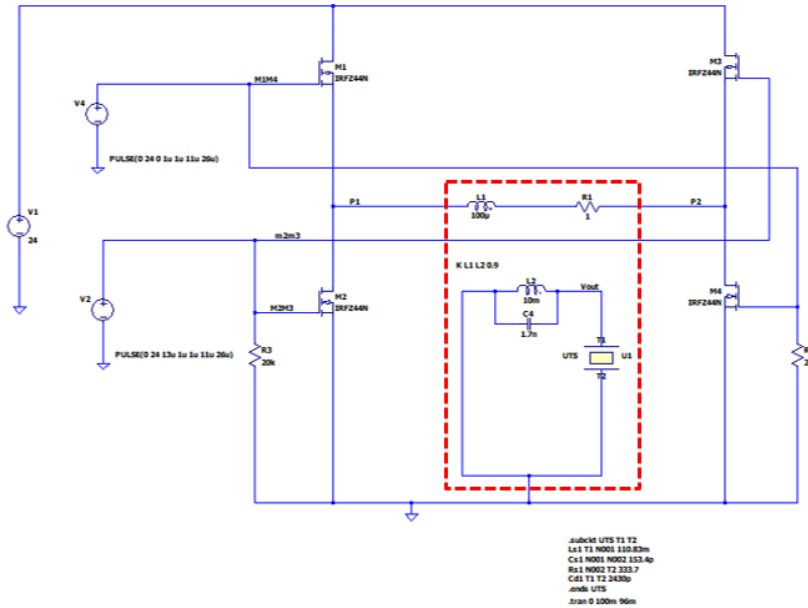 M1
M3
IRFZ44N
IRFZ44N
M1M4
V4
PULSE(0 24 0 1u 1u 11u 26u)
L1
R1
P1
P2
100µ
1
V1
24
m2m3
K L1 L2 0.9
L2
Vout
10m
M2
M4
V2
M2M3
IRFZ44N
IRFZ44N
C4
1.7n
T1
UTS
U1
T2
R3
20k
R
2
PULSE(0 24 13u 1u 1u 11u 26u)
.subckt UTS T1 T2
Ls1 T1 N001 110.83m
Cs1 N001 N002 153.4p
Rs1 N002 T2 333.7
Cd1 T1 T2 2430p
.ends UTS
.tran 0 100m 96m